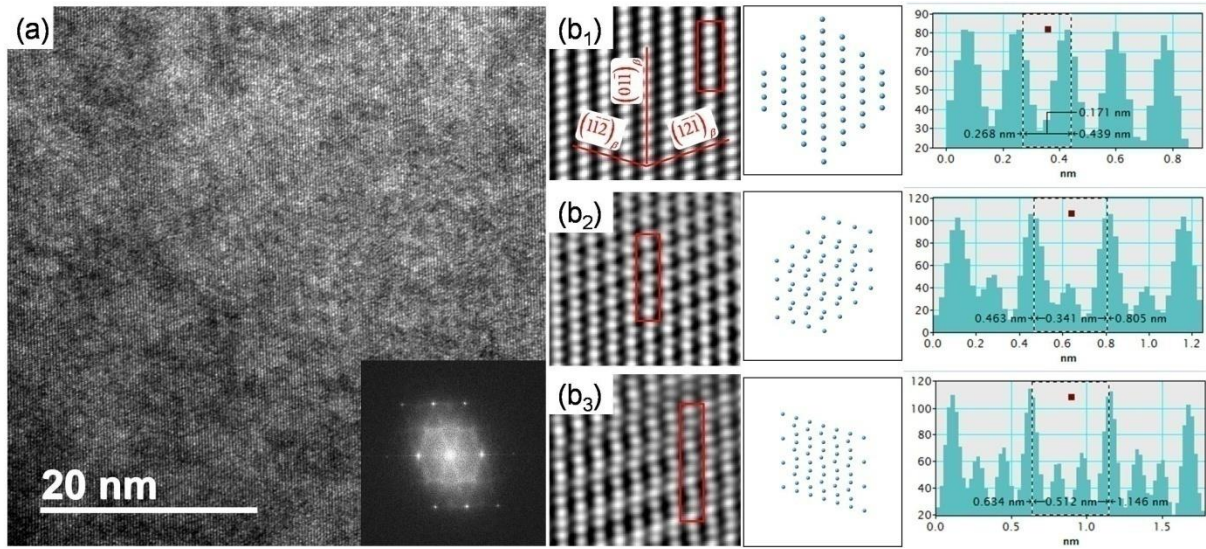 (a)
20 nm
(b₁)
(011̄)β
(11̄2̄)β
(12̄1̄)β
90
80
70
60
50
40
30
20
0.171 nm
0.268 nm
0.439 nm
0.0 0.2 0.4 0.6 0.8
nm
(b₂)
120
100
80
60
40
20
0
0.463 nm 0.341 nm 0.805 nm
0.0 0.2 0.4 0.6 0.8 1.0 1.2
nm
(b₃)
120
100
80
60
40
20
0.634 nm 0.512 nm 1.146 nm
0.0 0.5 1.0 1.5
nm